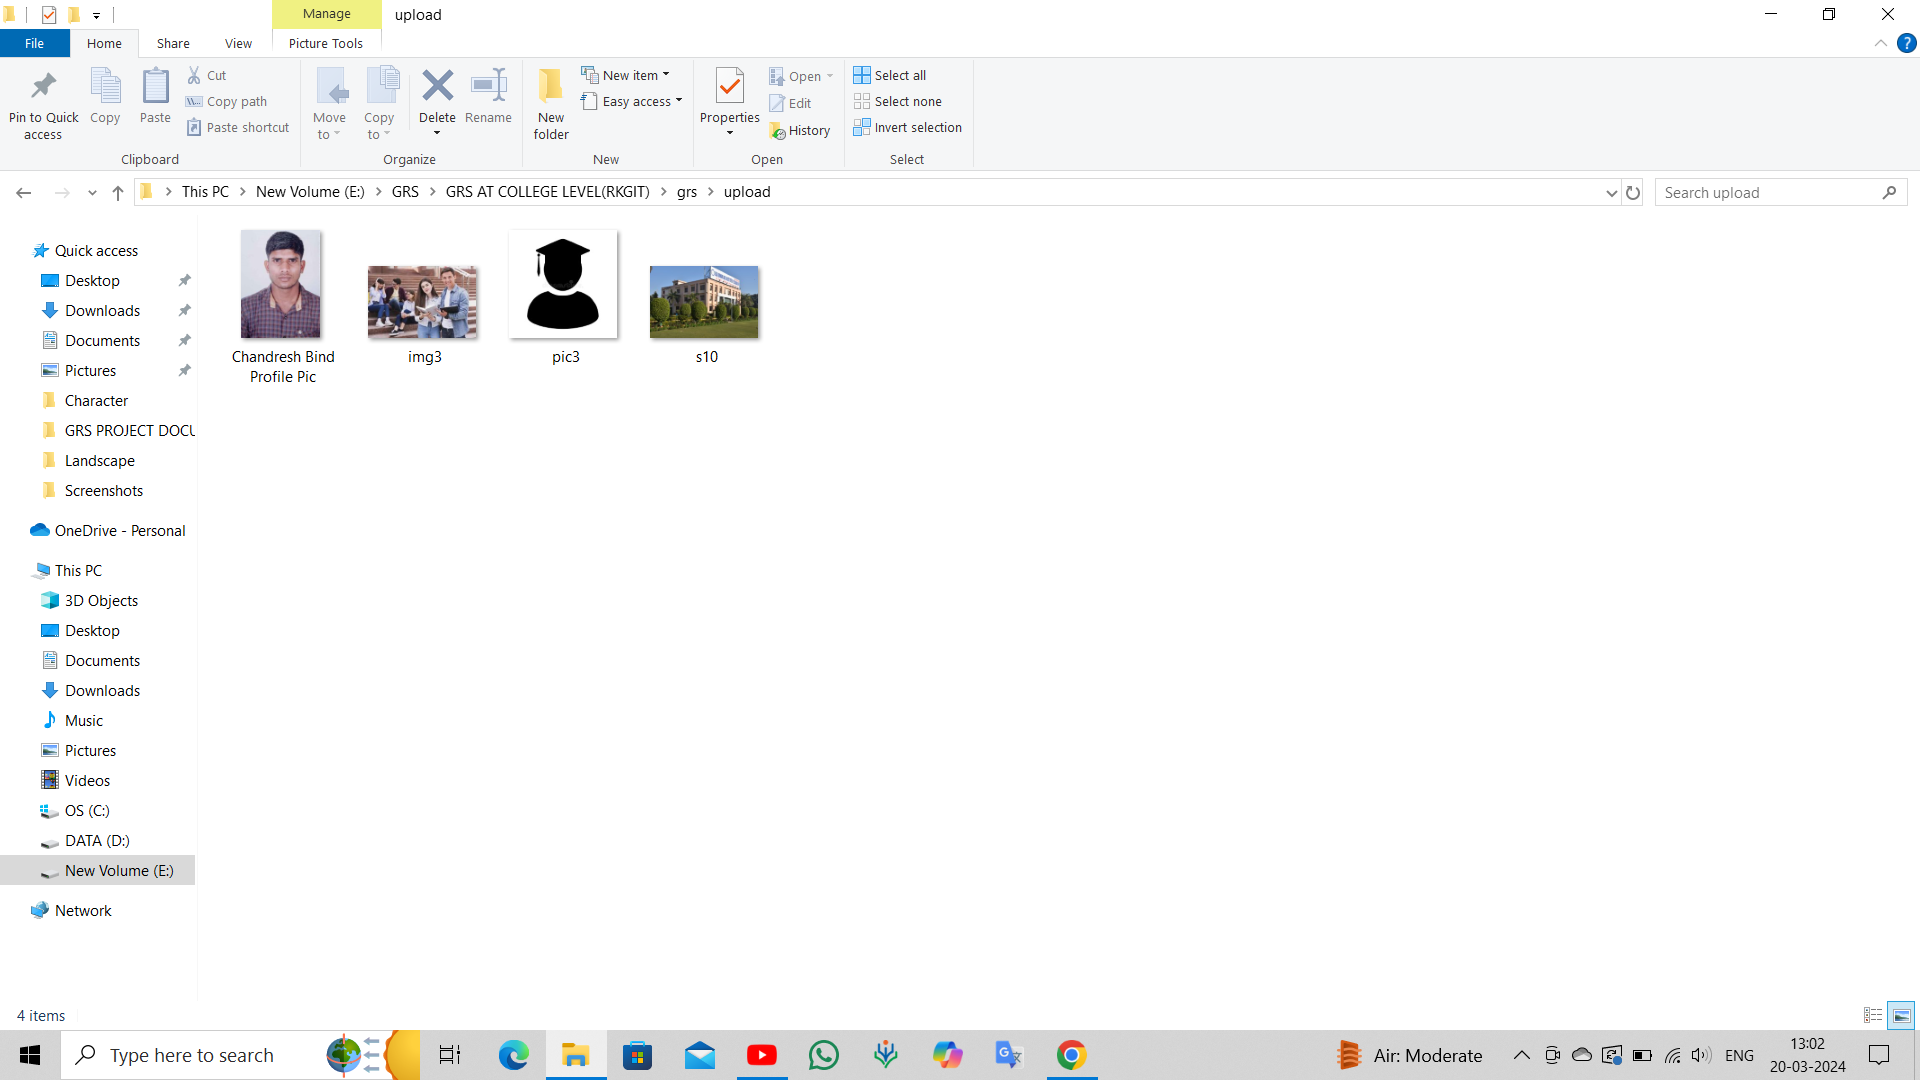 Manage
upload
File
Home
Share
View
Picture Tools
Pin to Quick access
Copy
Paste
Cut
Copy path
Paste shortcut
Clipboard
Move to
Copy to
Delete
Rename
Organize
New folder
New item
Easy access
New
Properties
Open
Edit
History
Open
Select all
Select none
Invert selection
Select
This PC > New Volume (E:) > GRS > GRS AT COLLEGE LEVEL(RKGIT) > grs > upload
Search upload
Quick access
Desktop
Downloads
Documents
Pictures
Character
GRS PROJECT DOCU
Landscape
Screenshots
OneDrive - Personal
This PC
3D Objects
Desktop
Documents
Downloads
Music
Pictures
Videos
OS (C:)
DATA (D:)
New Volume (E:)
Network
Chandresh Bind
Profile Pic
img3
pic3
s10
4 items
Type here to search
Air: Moderate
ENG
13:02
20-03-2024